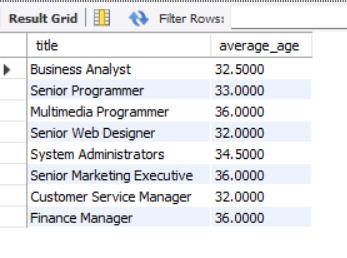 Result Grid Filter Rows:
title average_age
Business Analyst 32.5000
Senior Programmer 33.0000
Multimedia Programmer 36.0000
Senior Web Designer 32.0000
System Administrators 34.5000
Senior Marketing Executive 36.0000
Customer Service Manager 32.0000
Finance Manager 36.0000